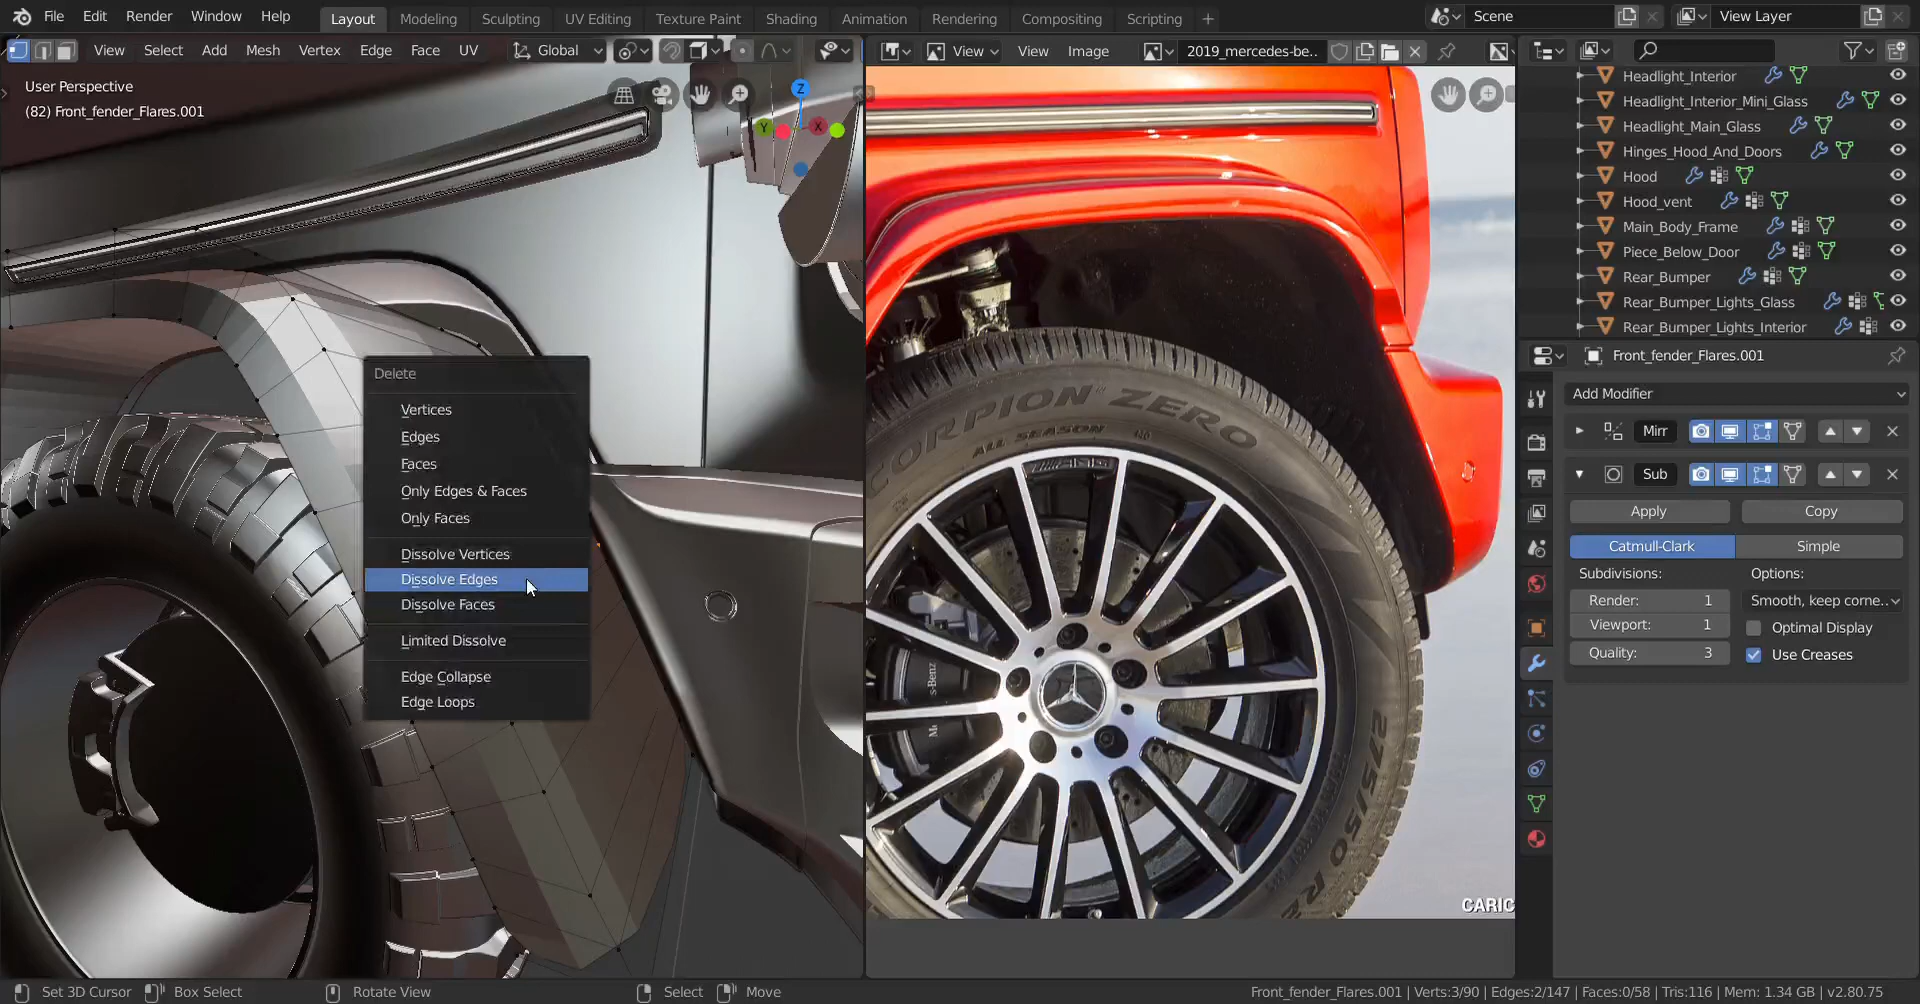 File Edit Render Window Help Layout Modeling Sculpting UV Editing Texture Paint Shading Animation Rendering Compositing Scripting + Scene View Layer
View Select Add Mesh Vertex Edge Face UV Global View View Image 2019_mercedes-be..
User Perspective
(82) Front_fender_Flares.001
Z
Y X
Delete
Vertices
Edges
Faces
Only Edges & Faces
Only Faces
Dissolve Vertices
Dissolve Edges
Dissolve Faces
Limited Dissolve
Edge Collapse
Edge Loops
CORPION ZERO
ALL SEASON
AMG
s-Benz
275/50 R2
CARIC
Headlight_Interior
Headlight_Interior_Mini_Glass
Headlight_Main_Glass
Hinges_Hood_And_Doors
Hood
Hood_vent
Main_Body_Frame
Piece_Below_Door
Rear_Bumper
Rear_Bumper_Lights_Glass
Rear_Bumper_Lights_Interior
Front_fender_Flares.001
Add Modifier
Mirr
Sub
Apply Copy
Catmull-Clark Simple
Subdivisions: Options:
Render: 1 Smooth, keep corne..
Viewport: 1 Optimal Display
Quality: 3 Use Creases
Set 3D Cursor Box Select Rotate View Select Move Front_fender_Flares.001 | Verts:3/90 | Edges:2/147 | Faces:0/58 | Tris:116 | Mem: 1.34 GB | v2.80.75